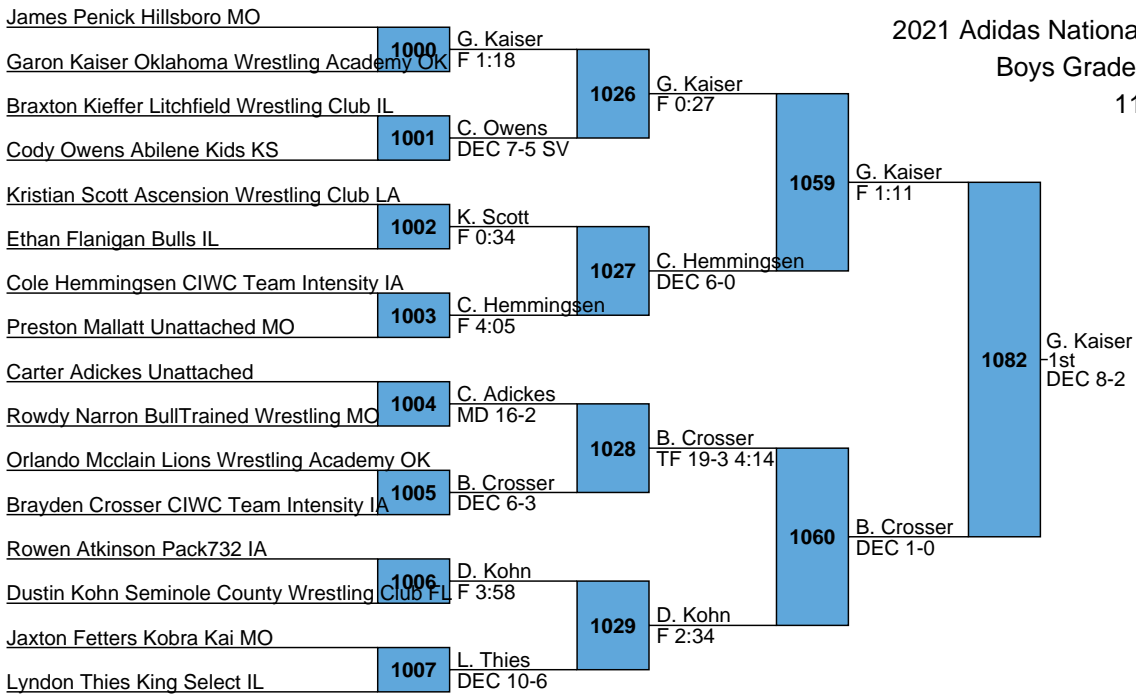 James Penick Hillsboro MO
Garon Kaiser Oklahoma Wrestling Academy OK
1000
G. Kaiser
F 1:18
Braxton Kieffer Litchfield Wrestling Club IL
Cody Owens Abilene Kids KS
1001
C. Owens
DEC 7-5 SV
Kristian Scott Ascension Wrestling Club LA
Ethan Flanigan Bulls IL
1002
K. Scott
F 0:34
Cole Hemmingsen CIWC Team Intensity IA
Preston Mallatt Unattached MO
1003
C. Hemmingsen
F 4:05
Carter Adickes Unattached
Rowdy Narron BullTrained Wrestling MO
1004
C. Adickes
MD 16-2
Orlando Mcclain Lions Wrestling Academy OK
Brayden Crosser CIWC Team Intensity IA
1005
B. Crosser
DEC 6-3
Rowen Atkinson Pack732 IA
Dustin Kohn Seminole County Wrestling Club FL
1006
D. Kohn
F 3:58
Jaxton Fetters Kobra Kai MO
Lyndon Thies King Select IL
1007
L. Thies
DEC 10-6
1026
G. Kaiser
F 0:27
1027
C. Hemmingsen
DEC 6-0
1028
B. Crosser
TF 19-3 4:14
1029
D. Kohn
F 2:34
1059
G. Kaiser
F 1:11
1060
B. Crosser
DEC 1-0
1082
G. Kaiser
1st
DEC 8-2
2021 Adidas Nationa
Boys Grade
11